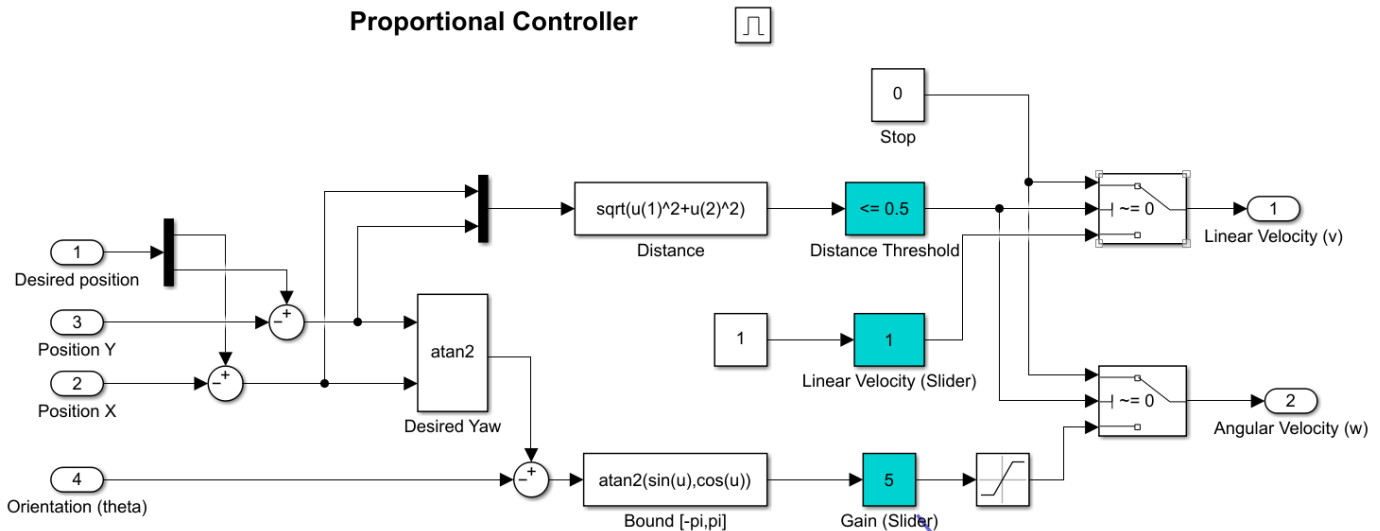 Proportional Controller
0
Stop
sqrt(u(1)^2+u(2)^2)
Distance
<= 0.5
Distance Threshold
~= 0
1
Linear Velocity (v)
1
Desired position
3
Position Y
2
Position X
−
+
−
+
atan2
Desired Yaw
1
1
Linear Velocity (Slider)
~= 0
2
Angular Velocity (w)
4
Orientation (theta)
−
+
atan2(sin(u),cos(u))
Bound [-pi,pi]
5
Gain (Slider)